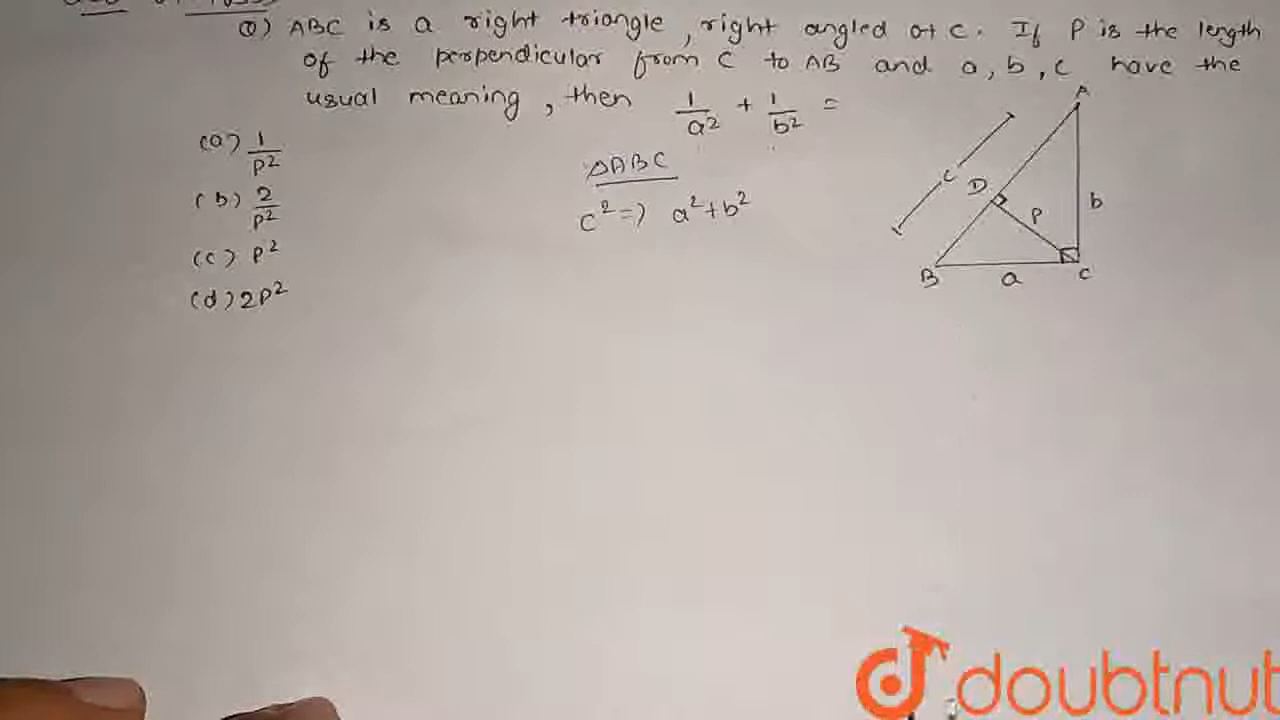 Q) ABC is a right triangle, right angled at C. If P is the length
of the perpendicular from C to AB and a, b, c have the
usual meaning, then 1/a² + 1/b² =
(a) 1/P²
(b) 2/P²
(c) P²
(d) 2P²
△ABC
c² => a²+b²
A
c
D
P
b
B
a
C
doubtnut